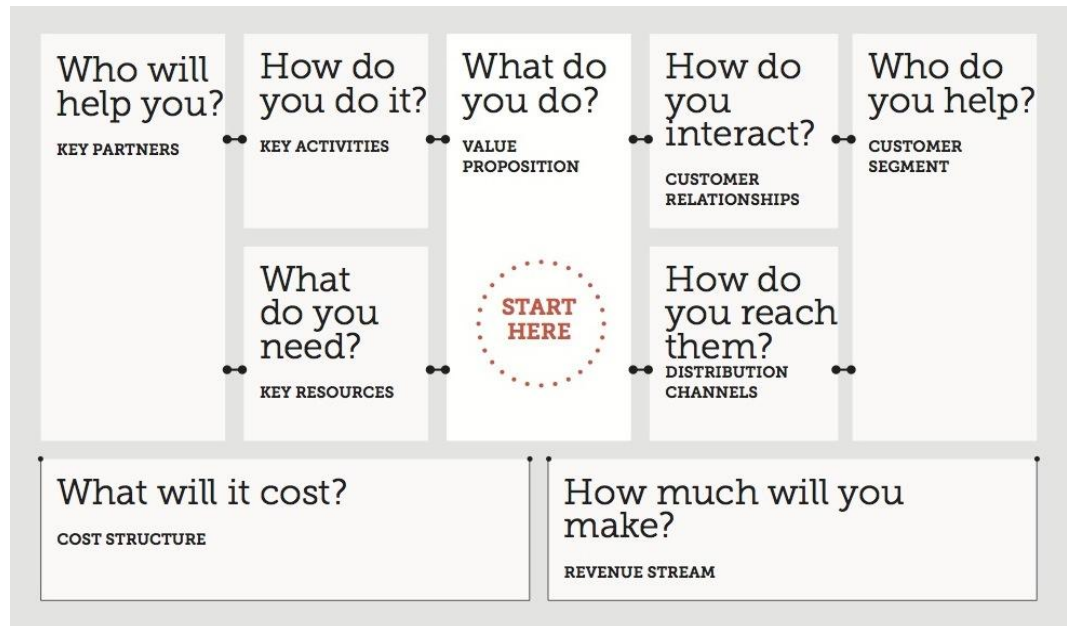 Who will
help you?
KEY PARTNERS
How do
you do it?
KEY ACTIVITIES
What
do you
need?
KEY RESOURCES
What do
you do?
VALUE
PROPOSITION
START
HERE
How do
you
interact?
CUSTOMER
RELATIONSHIPS
How do
you reach
them?
DISTRIBUTION
CHANNELS
Who do
you help?
CUSTOMER
SEGMENT
What will it cost?
COST STRUCTURE
How much will you
make?
REVENUE STREAM